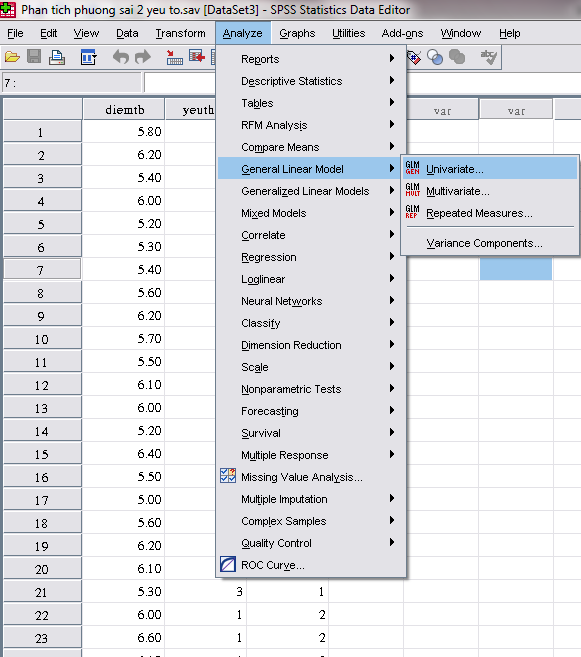 Phan tich phuong sai 2 yeu to.sav [DataSet3] - SPSS Statistics Data Editor
File Edit View Data Transform Analyze Graphs Utilities Add-ons Window Help
7 :
diemtb yeuth var var
1 5.80
2 6.20
3 5.40
4 6.00
5 5.20
6 5.30
7 5.40
8 5.60
9 6.20
10 5.70
11 5.50
12 6.10
13 6.00
14 5.20
15 6.40
16 5.50
17 5.00
18 5.60
19 6.20
20 6.10
21 5.30 3 1
22 6.00 1 2
23 6.60 1 2
Reports
Descriptive Statistics
Tables
RFM Analysis
Compare Means
General Linear Model
Generalized Linear Models
Mixed Models
Correlate
Regression
Loglinear
Neural Networks
Classify
Dimension Reduction
Scale
Nonparametric Tests
Forecasting
Survival
Multiple Response
Missing Value Analysis...
Multiple Imputation
Complex Samples
Quality Control
ROC Curve...
GLM GEN Univariate...
GLM MULT Multivariate...
GLM REP Repeated Measures...
Variance Components...